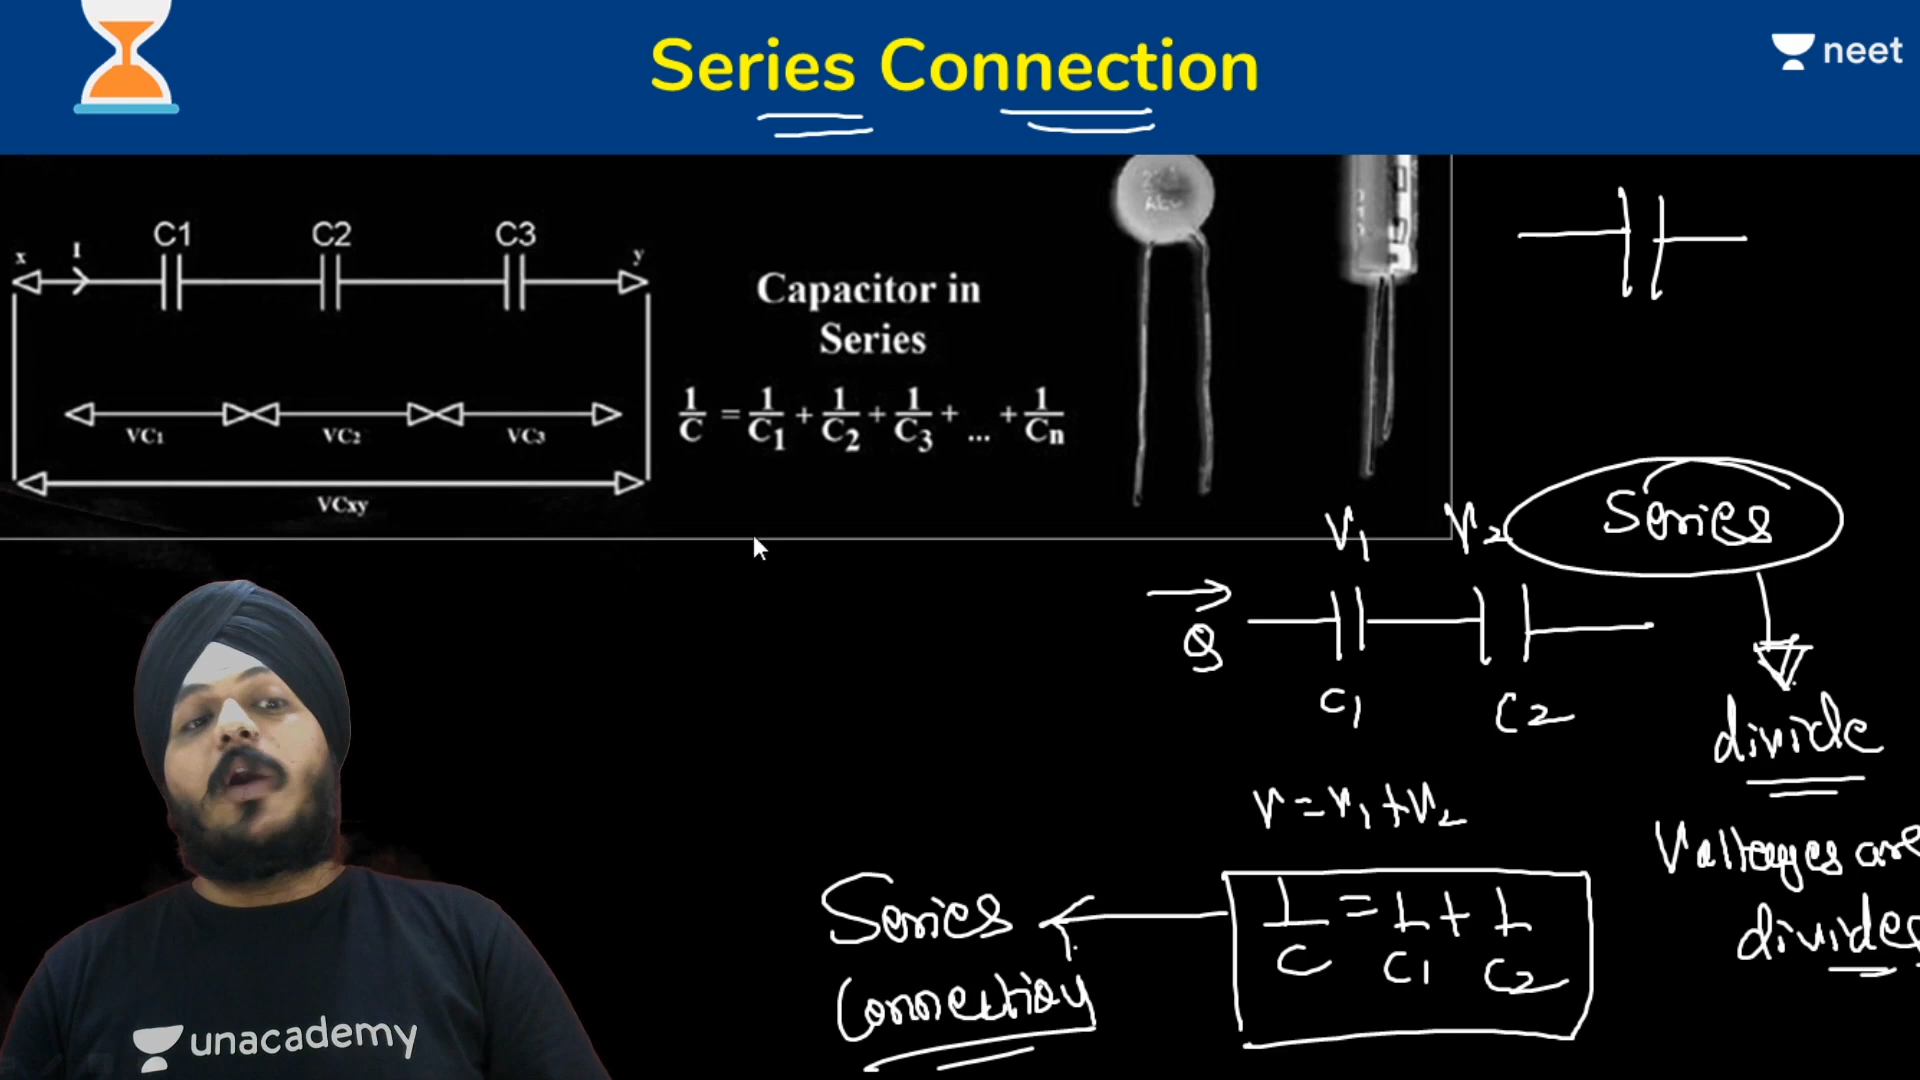 Series Connection
neet
C1 C2 C3
x I y
Capacitor in
Series
1/C = 1/C1 + 1/C2 + 1/C3 + ... + 1/Cn
VC1 VC2 VC3
VCxy
V1 V2
Series
Q
C1 C2
divide
V = V1 + V2
Voltages are
divides
1/C = 1/C1 + 1/C2
Series
Connection
unacademy